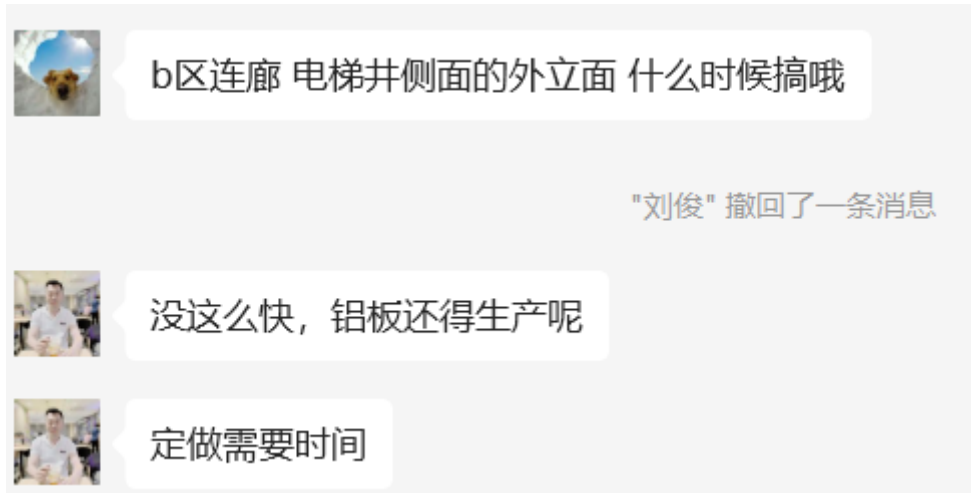 b区连廊 电梯井侧面的外立面 什么时候搞哦
"刘俊" 撤回了一条消息
没这么快，铝板还得生产呢
定做需要时间